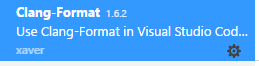 Clang-Format 1.6.2
Use Clang-Format in Visual Studio Cod...
xaver